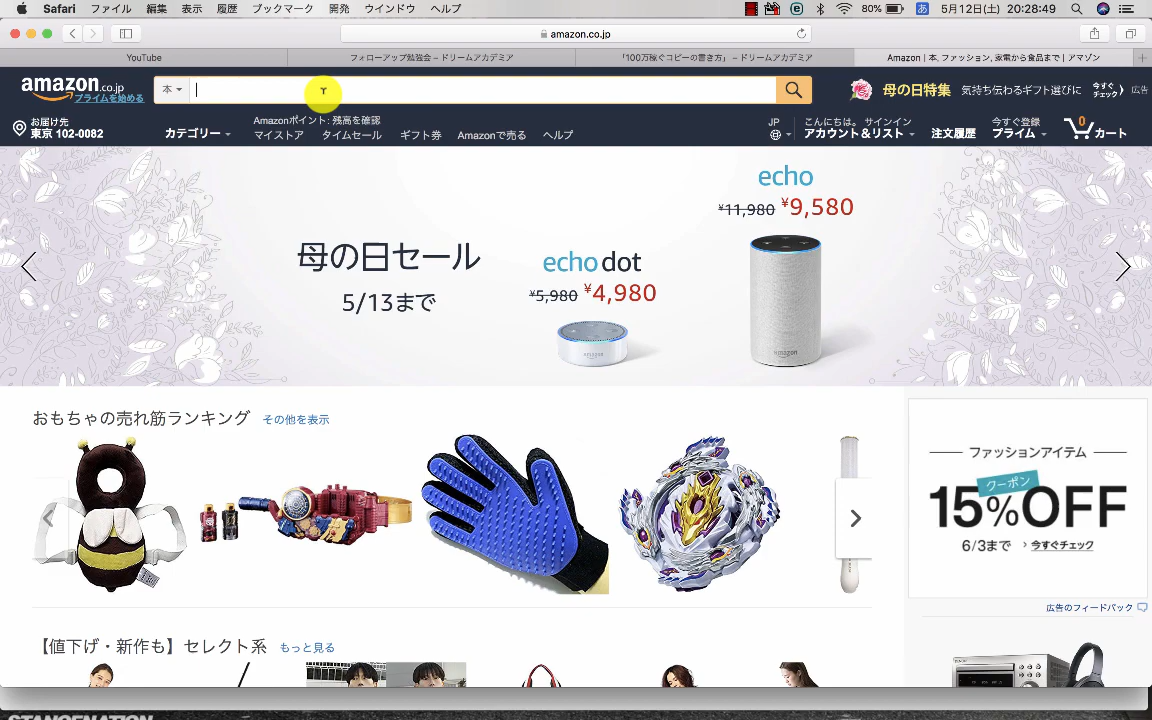 Safari ファイル 編集 表示 履歴 ブックマーク 開発 ウインドウ ヘルプ 80% あ 5月12日(土) 20:28:49
amazon.co.jp
YouTube フォローアップ勉強会 – ドリームアカデミア 「100万稼ぐコピーの書き方」 – ドリームアカデミア Amazon | 本, ファッション, 家電から食品まで | アマゾン
amazon.co.jp
プライムを始める
本
母の日特集 気持ち伝わるギフト選びに 今すぐチェック 広告
お届け先
東京 102-0082
カテゴリー
Amazonポイント: 残高を確認
マイストア タイムセール ギフト券 Amazonで売る ヘルプ
JP
こんにちは。サインイン
アカウント&リスト
注文履歴
今すぐ登録
プライム
0
カート
母の日セール
5/13まで
echo dot
¥5,980 ¥4,980
echo
¥11,980 ¥9,580
amazon
amazon
おもちゃの売れ筋ランキング その他を表示
ファッションアイテム
クーポン
15%OFF
6/3まで 今すぐチェック
広告のフィードバック
【値下げ・新作も】セレクト系 もっと見る